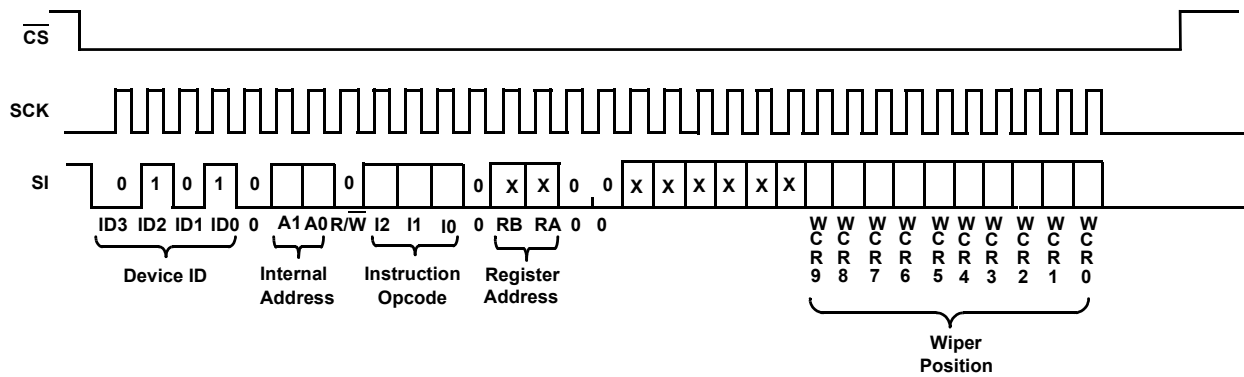 CS
SCK
SI
0 1 0 1 0 0 0 X X 0 0 X X X X X X
ID3 ID2 ID1 ID0 0 A1 A0 R/W I2 I1 I0 0 RB RA 0 0
Device ID
Internal
Address
Instruction
Opcode
Register
Address
W W W W W W W W W W
C C C C C C C C C C
R R R R R R R R R R
9 8 7 6 5 4 3 2 1 0
Wiper
Position